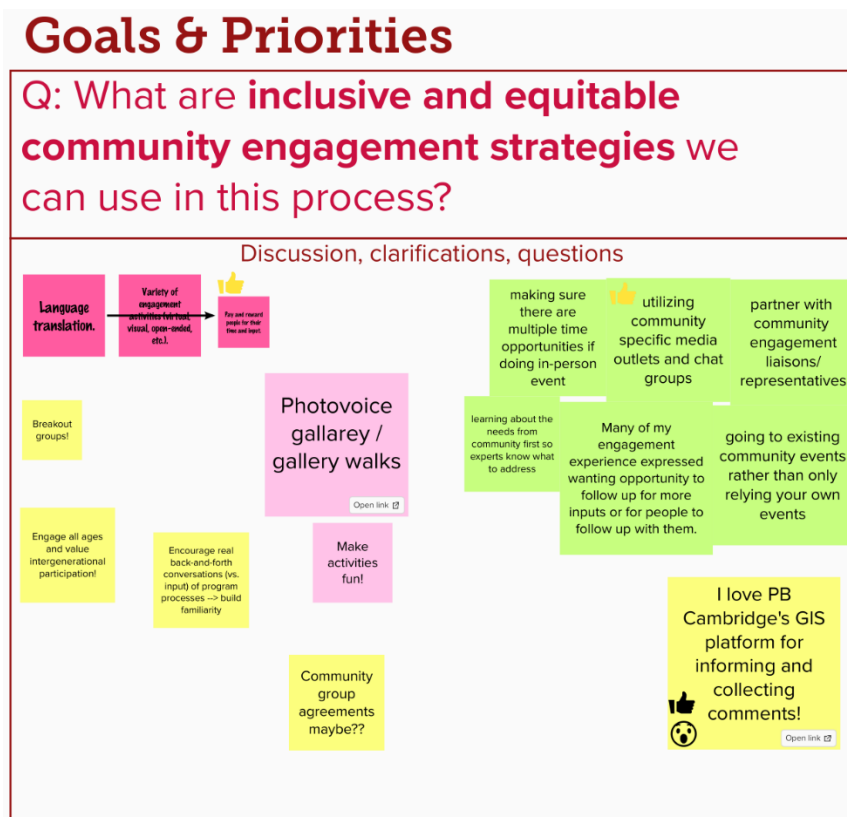 Goals & Priorities
Q: What are inclusive and equitable
community engagement strategies we
can use in this process?
Discussion, clarifications, questions
Language
translation.
Variety of
engagement
activities (virtual,
visual, open-ended,
etc.).
Pay and reward
people for their
time and input.
making sure
there are
multiple time
opportunities if
doing in-person
event
utilizing
community
specific media
outlets and chat
groups
partner with
community
engagement
liaisons/
representatives
Breakout
groups!
Photovoice
gallarey /
gallery walks
Open link
learning about the
needs from
community first so
experts know what
to address
Many of my
engagement
experience expressed
wanting opportunity to
follow up for more
inputs or for people to
follow up with them.
going to existing
community events
rather than only
relying your own
events
Engage all ages
and value
intergenerational
participation!
Encourage real
back-and-forth
conversations (vs.
input) of program
processes --> build
familiarity
Make
activities
fun!
I love PB
Cambridge's GIS
platform for
informing and
collecting
comments!
Open link
Community
group
agreements
maybe??